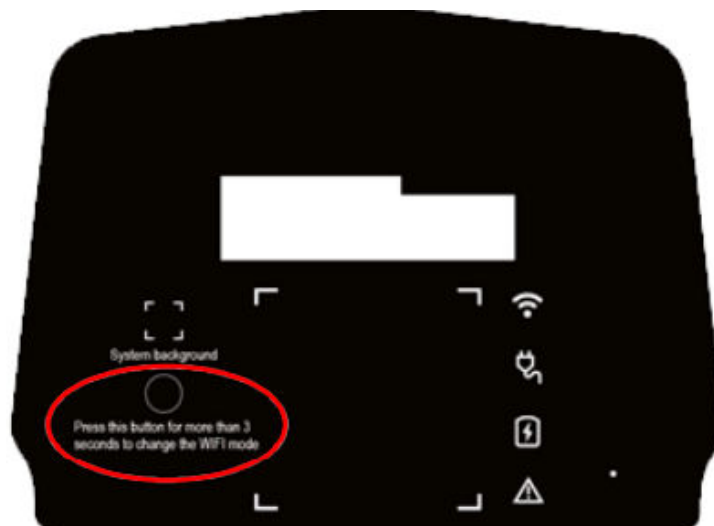 System background
Press this button for more than 3
seconds to change the WIFI mode